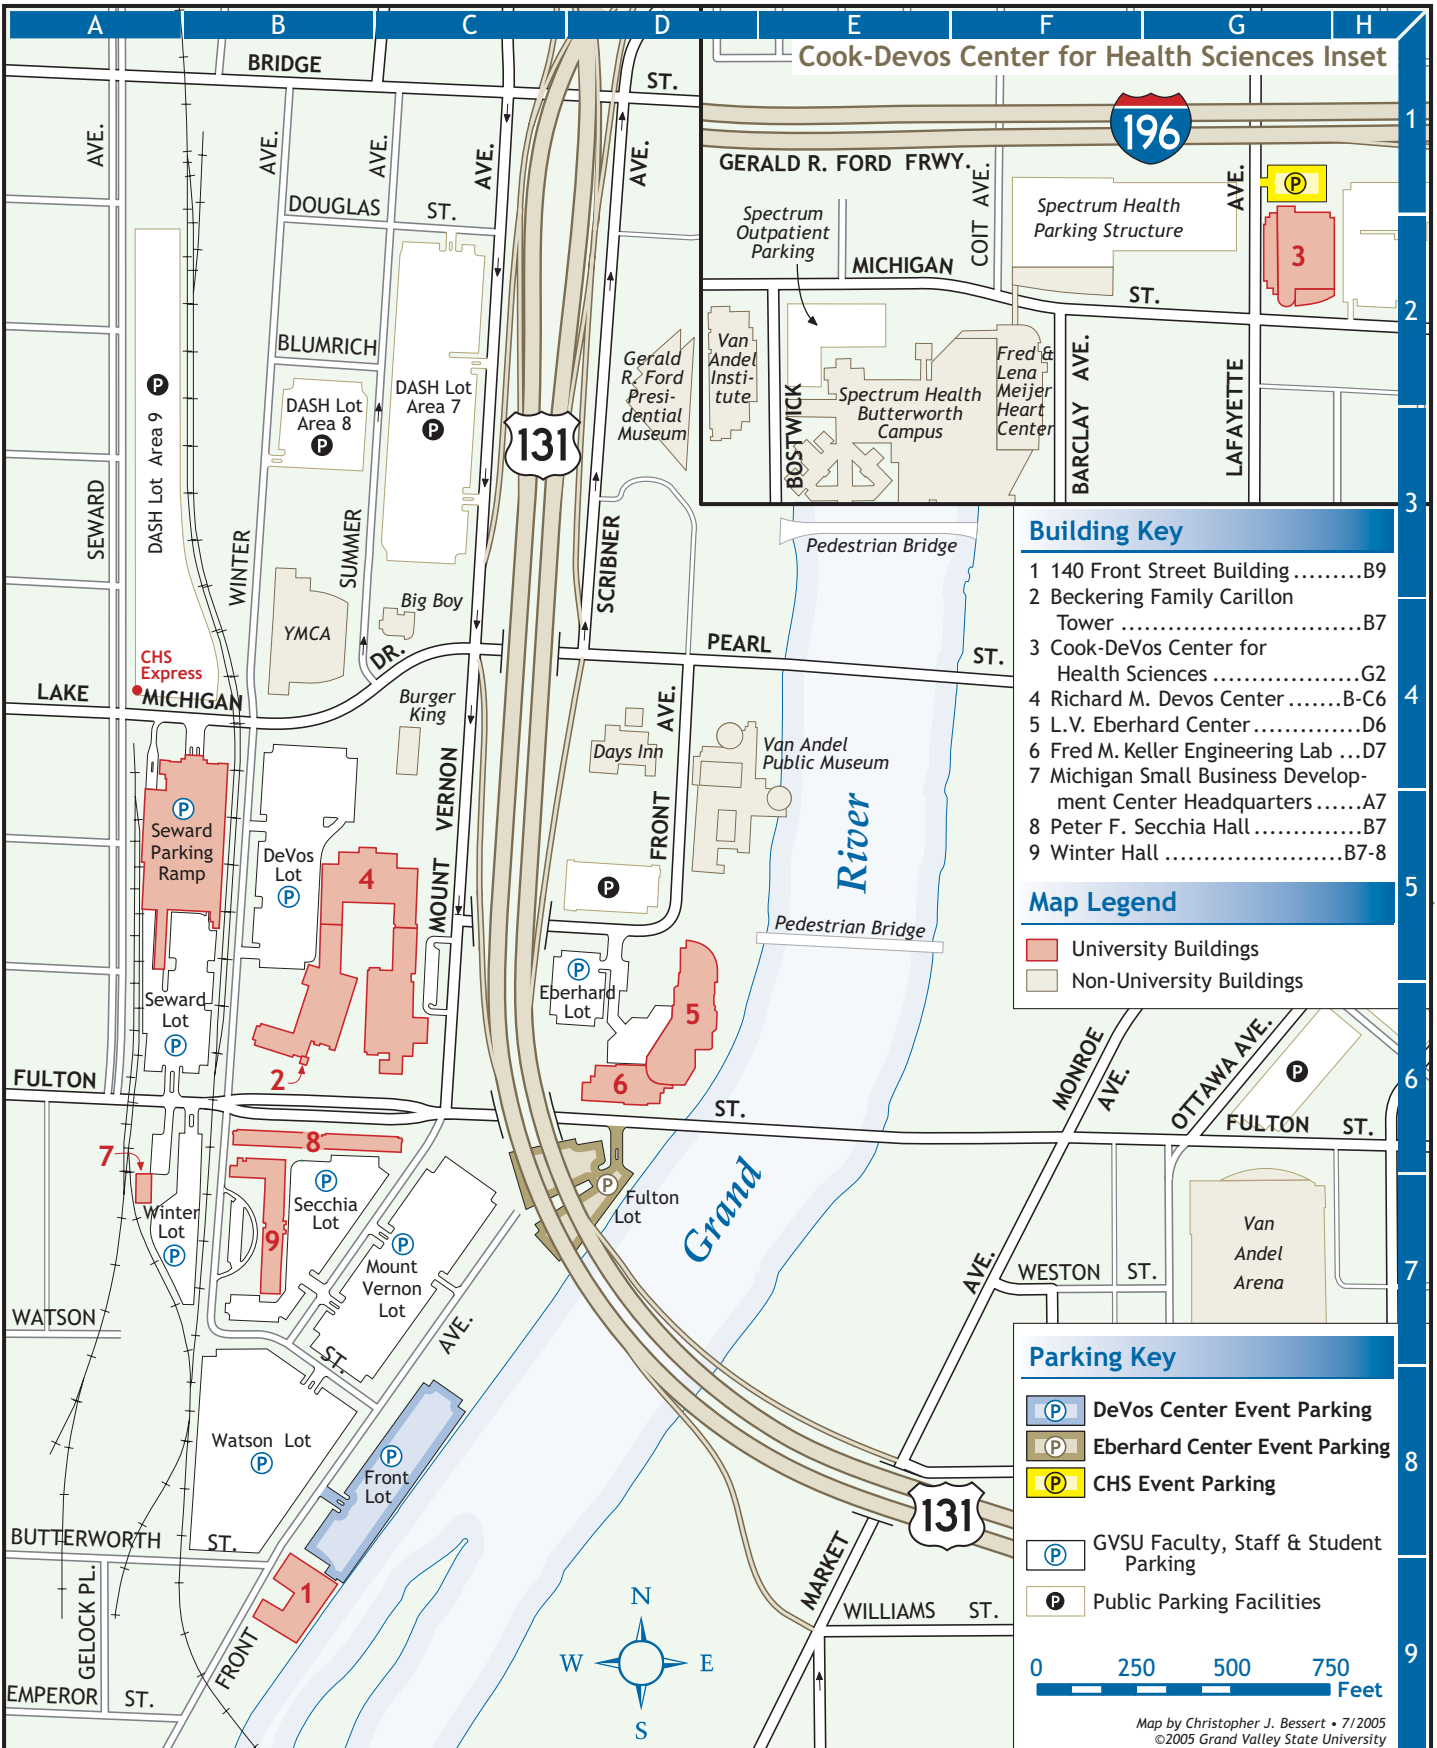 A B C D E F G H
Cook-Devos Center for Health Sciences Inset
BRIDGE
ST.
1
196
GERALD R. FORD FRWY.
AVE.
AVE.
AVE.
AVE.
AVE.
COIT AVE.
AVE.
P
Spectrum Health
Parking Structure
Spectrum
Outpatient
Parking
DOUGLAS ST.
3
MICHIGAN
ST.
2
BLUMRICH
Gerald
R. Ford
Presi-
dential
Museum
Van
Andel
Insti-
tute
Fred &
Lena
Meijer
Heart
Center
Spectrum Health
Butterworth
Campus
BOSTWICK
BARCLAY AVE.
LAFAYETTE
P
DASH Lot Area 9
DASH Lot
Area 8
P
DASH Lot
Area 7
P
131
3
SEWARD
WINTER
SUMMER
SCRIBNER
Pedestrian Bridge
Building Key
1 140 Front Street Building.........B9
2 Beckering Family Carillon
Tower ..............................B7
3 Cook-DeVos Center for
Health Sciences ..................G2
4 Richard M. Devos Center .......B-C6
5 L.V. Eberhard Center.............D6
6 Fred M. Keller Engineering Lab ...D7
7 Michigan Small Business Develop-
ment Center Headquarters......A7
8 Peter F. Secchia Hall.............B7
9 Winter Hall ......................B7-8
YMCA
Big Boy
DR.
PEARL
ST.
CHS
Express
LAKE MICHIGAN
Burger
King
4
AVE.
Days Inn
Van Andel
Public Museum
MOUNT VERNON
FRONT
P
Seward
Parking
Ramp
DeVos
Lot
P
4
P
River
5
Map Legend
University Buildings
Non-University Buildings
Pedestrian Bridge
P
Eberhard
Lot
5
Seward
Lot
P
2
6
FULTON
ST.
MONROE
AVE.
OTTAWA AVE.
P
FULTON ST.
6
7
8
Secchia
Lot
P
9
Winter
Lot
P
P
Mount
Vernon
Lot
P
Fulton
Lot
Grand
AVE.
WESTON ST.
Van
Andel
Arena
7
WATSON
ST.
AVE.
Parking Key
P DeVos Center Event Parking
P Eberhard Center Event Parking
P CHS Event Parking
P GVSU Faculty, Staff & Student
Parking
P Public Parking Facilities
Watson Lot
P
P
Front
Lot
8
131
BUTTERWORTH
ST.
GELOCK PL.
1
FRONT
MARKET
WILLIAMS ST.
N
W E
S
9
EMPEROR ST.
0 250 500 750
Feet
Map by Christopher J. Bessert • 7/2005
©2005 Grand Valley State University